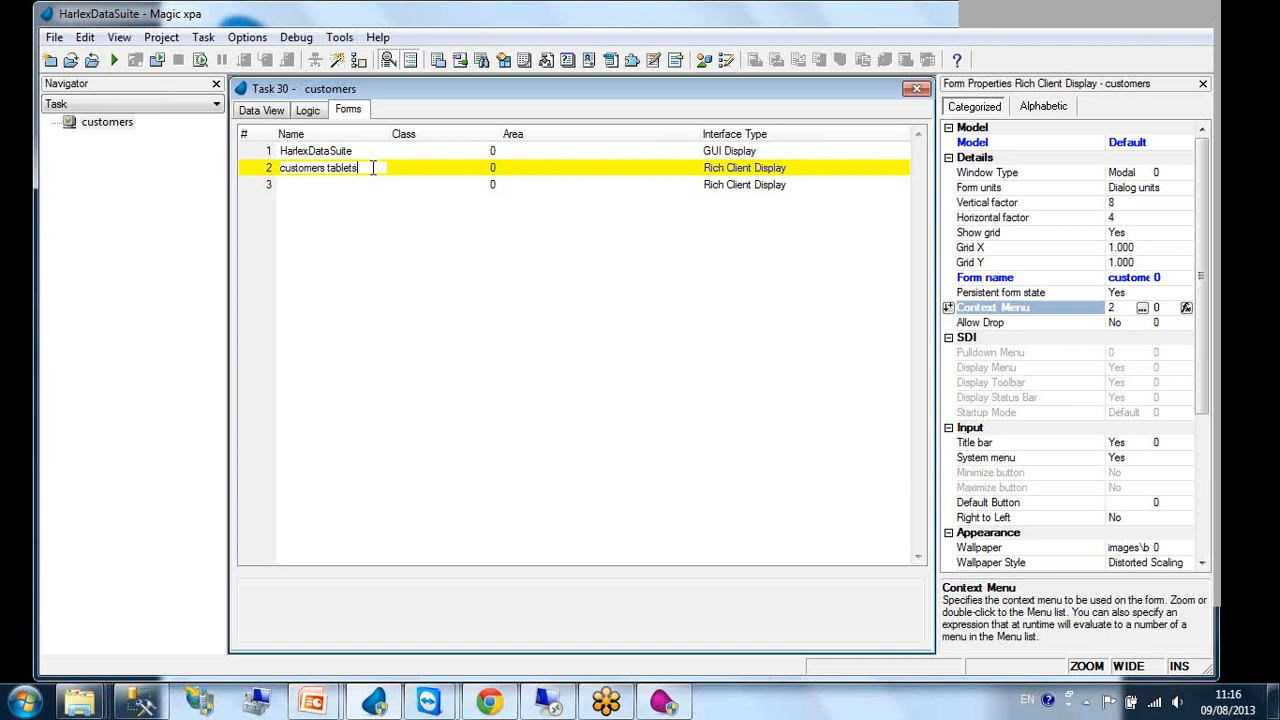 HarlexDataSuite - Magic xpa
File Edit View Project Task Options Debug Tools Help
Navigator
Task
customers
Task 30 - customers
Data View Logic Forms
# Name Class Area Interface Type
1 HarlexDataSuite 0 GUI Display
2 customers tablets 0 Rich Client Display
3 0 Rich Client Display
Form Properties Rich Client Display - customers
Categorized Alphabetic
Model
Model Default
Details
Window Type Modal 0
Form units Dialog units
Vertical factor 8
Horizontal factor 4
Show grid Yes
Grid X 1.000
Grid Y 1.000
Form name custome 0
Persistent form state Yes
Context Menu 2 ... 0
Allow Drop No 0
SDI
Pulldown Menu 0 0
Display Menu Yes 0
Display Toolbar Yes 0
Display Status Bar Yes 0
Startup Mode Default 0
Input
Title bar Yes 0
System menu Yes
Minimize button No
Maximize button No
Default Button 0
Right to Left No
Appearance
Wallpaper images\b 0
Wallpaper Style Distorted Scaling
Context Menu
Specifies the context menu to be used on the form. Zoom or
double-click to the Menu list. You can also specify an
expression that at runtime will evaluate to a number of a
menu in the Menu list.
ZOOM WIDE INS
EN
11:16
09/08/2013